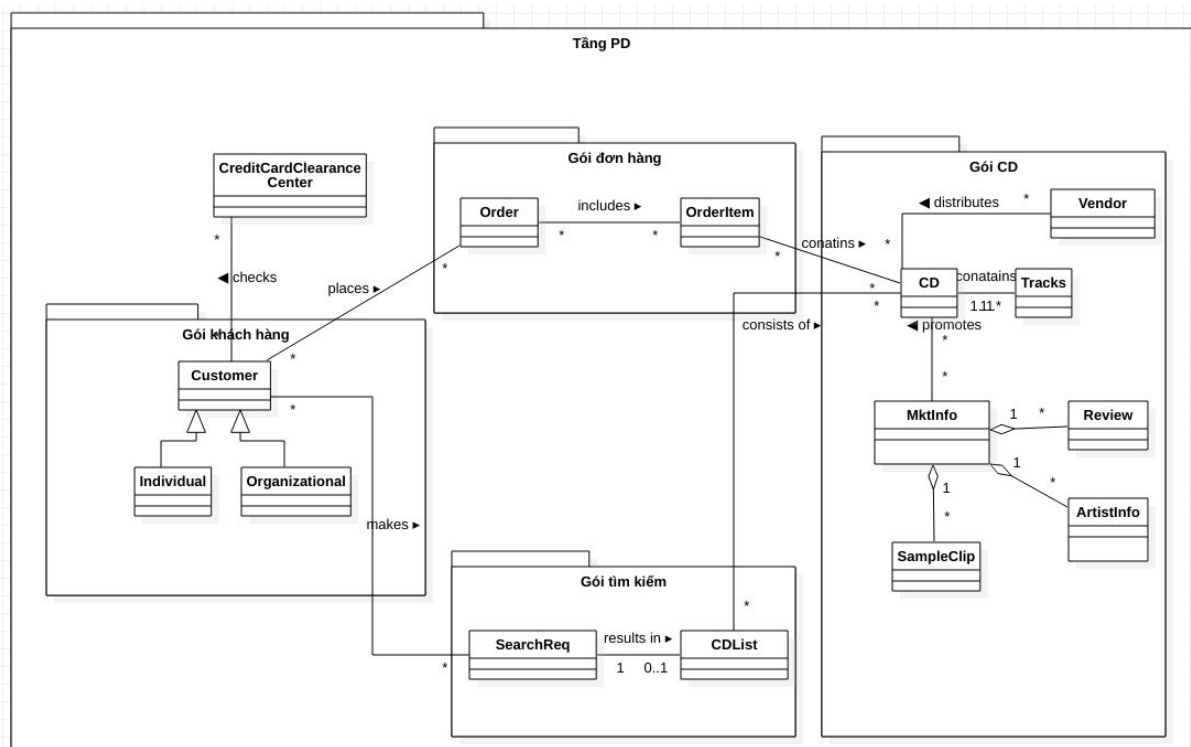 Tầng PD
CreditCardClearance
Center
*
◄ checks
*
Gói đơn hàng
Order
includes ►
OrderItem
*
*
*
*
places ►
*
conatins ►
*
Gói CD
◄ distributes
*
Vendor
*
CD
conatains
Tracks
1
1..*
*
consists of ►
◄ promotes
*
*
MktInfo
1
*
Review
1
*
ArtistInfo
1
*
SampleClip
Gói khách hàng
Customer
*
Individual
Organizational
makes ►
Gói tìm kiếm
*
SearchReq
results in ►
1
0..1
CDList
*